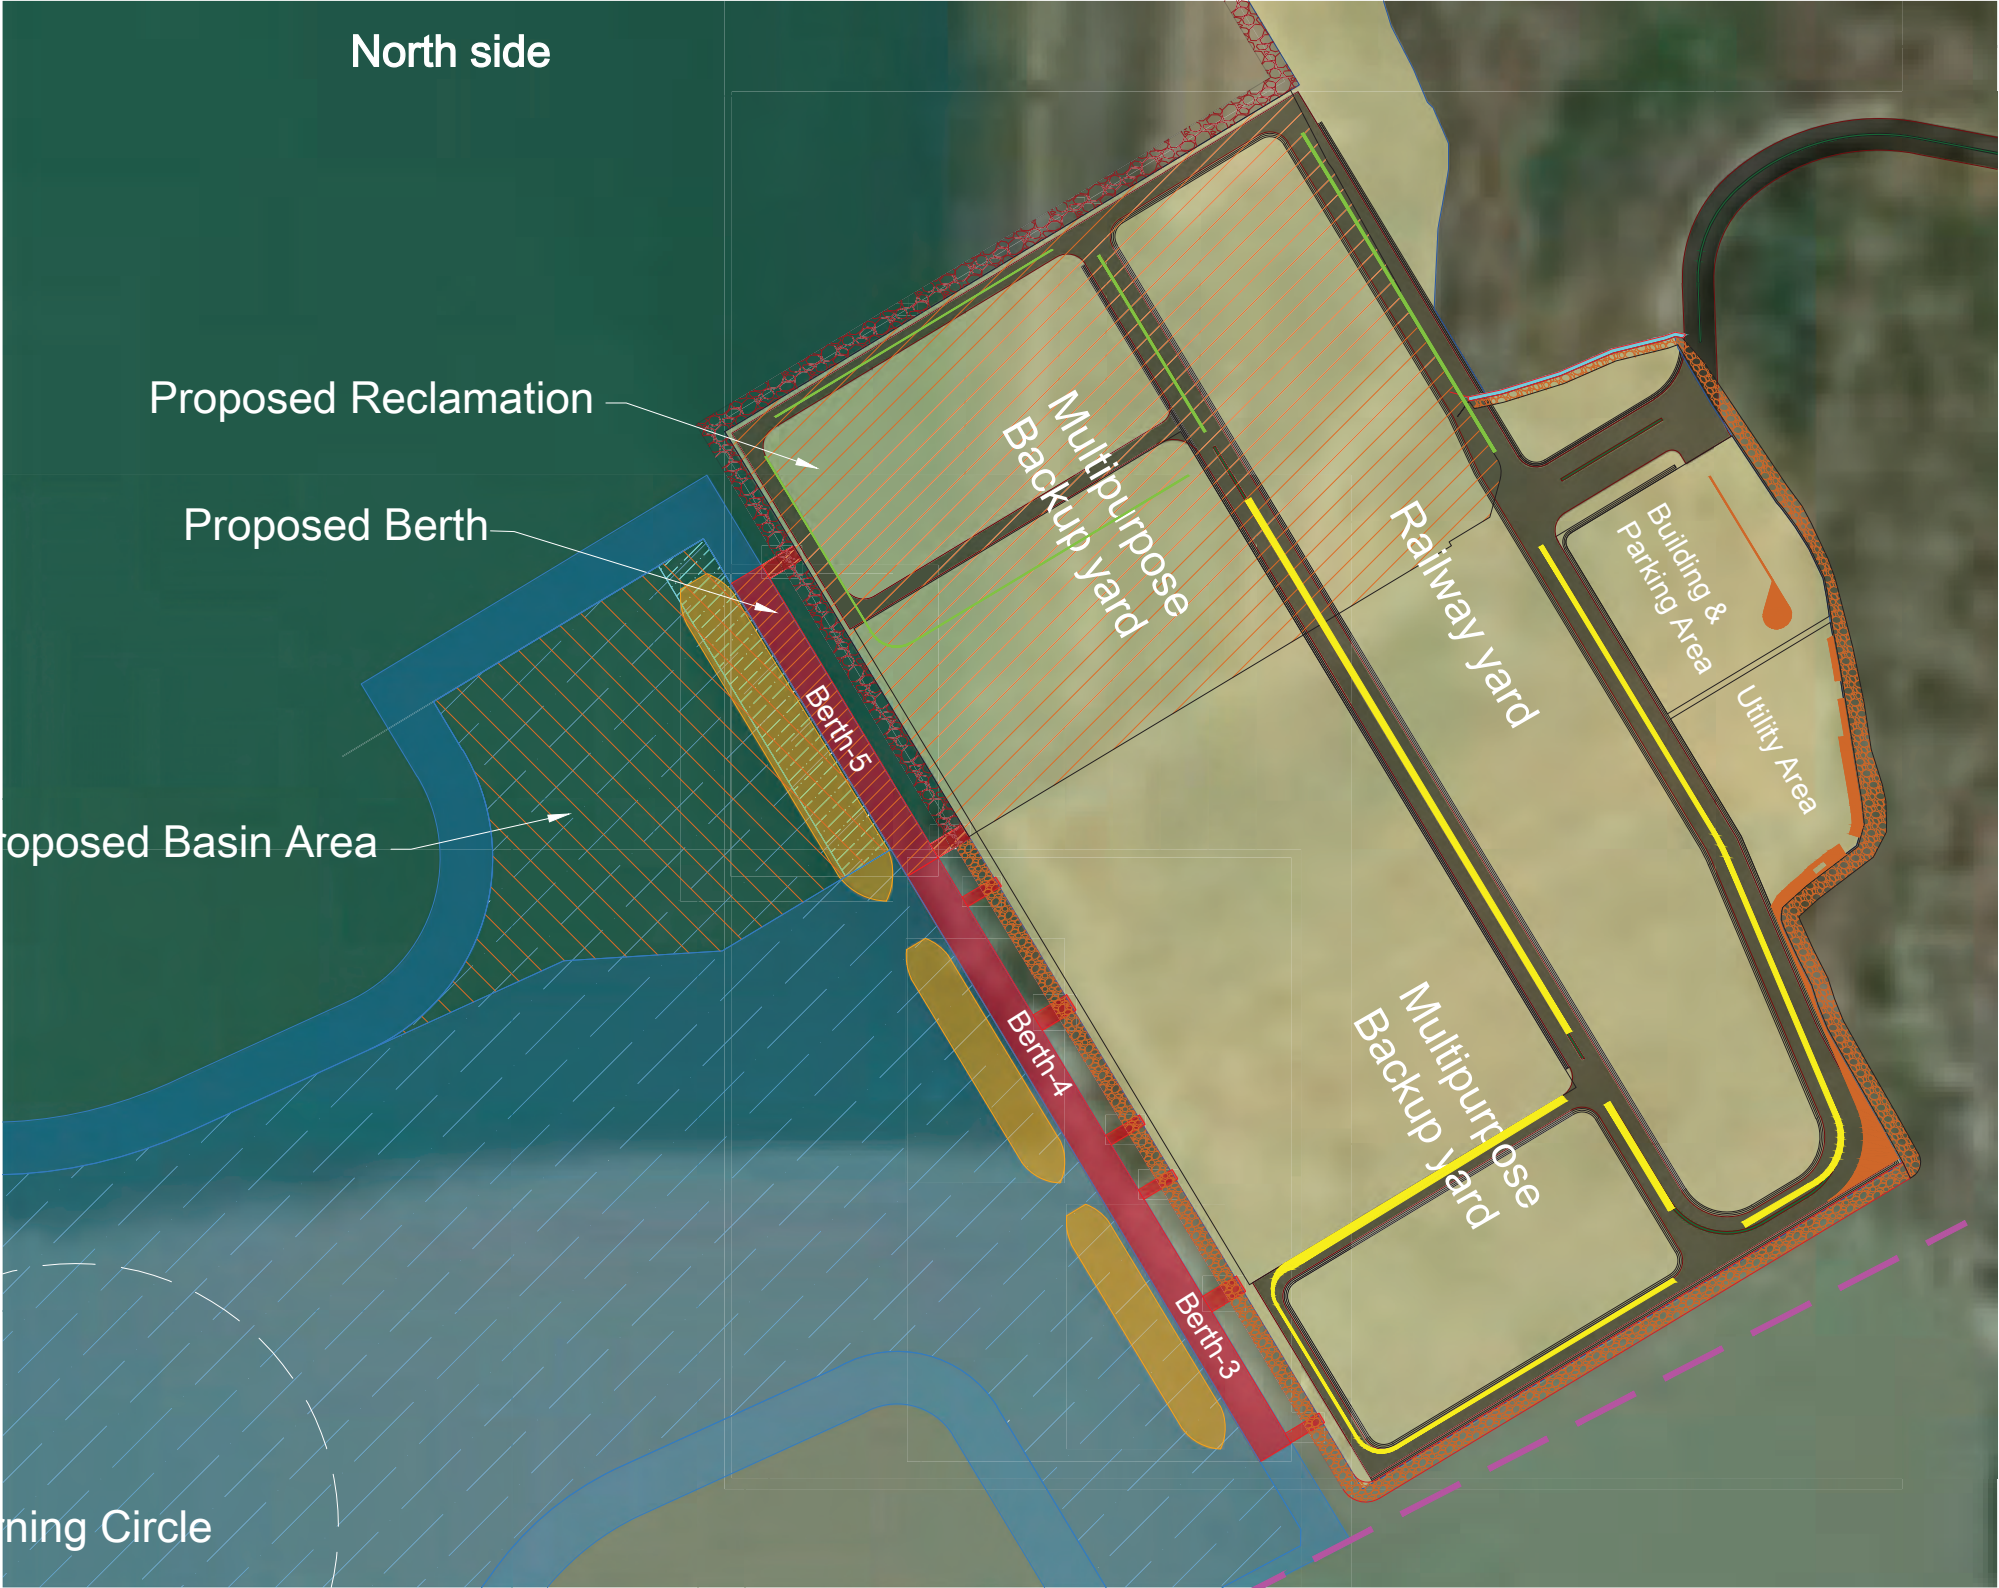 North side
Proposed Reclamation
Proposed Berth
roposed Basin Area
rning Circle
Multipurpose
Backup yard
Railway yard
Building &
Parking Area
Utility Area
Berth-5
Berth-4
Berth-3
Multipurpose
Backup yard